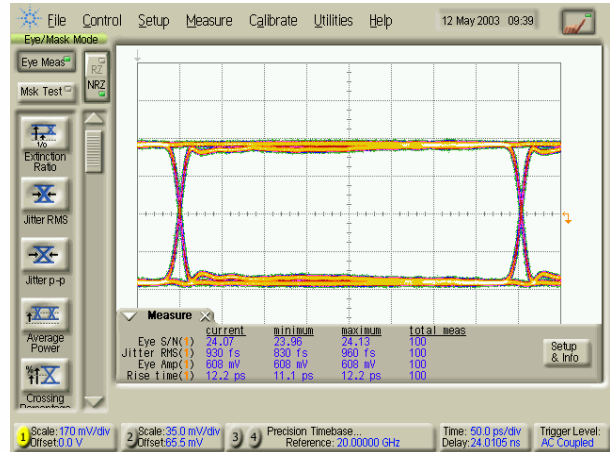 File Control Setup Measure Calibrate Utilities Help 12 May 2003 09:39
Eye/Mask Mode
Eye Meas
RZ
NRZ
Msk Test
1/0
Extinction
Ratio
Jitter RMS
Jitter p-p
Average
Power
%
Crossing
Measure
current minimum maximum total meas
Eye S/N(1) 24.07 23.96 24.13 100
Jitter RMS(1) 930 fs 830 fs 960 fs 100
Eye Amp(1) 608 mV 608 mV 608 mV 100
Rise time(1) 12.2 ps 11.1 ps 12.2 ps 100
Setup
& Info
1 Scale: 170 mV/div
Offset:0.0 V
2 Scale:35.0 mV/div
Offset:65.5 mV
3 4 Precision Timebase...
Reference: 20.00000 GHz
Time: 50.0 ps/div
Delay:24.0105 ns
Trigger Level:
AC Coupled